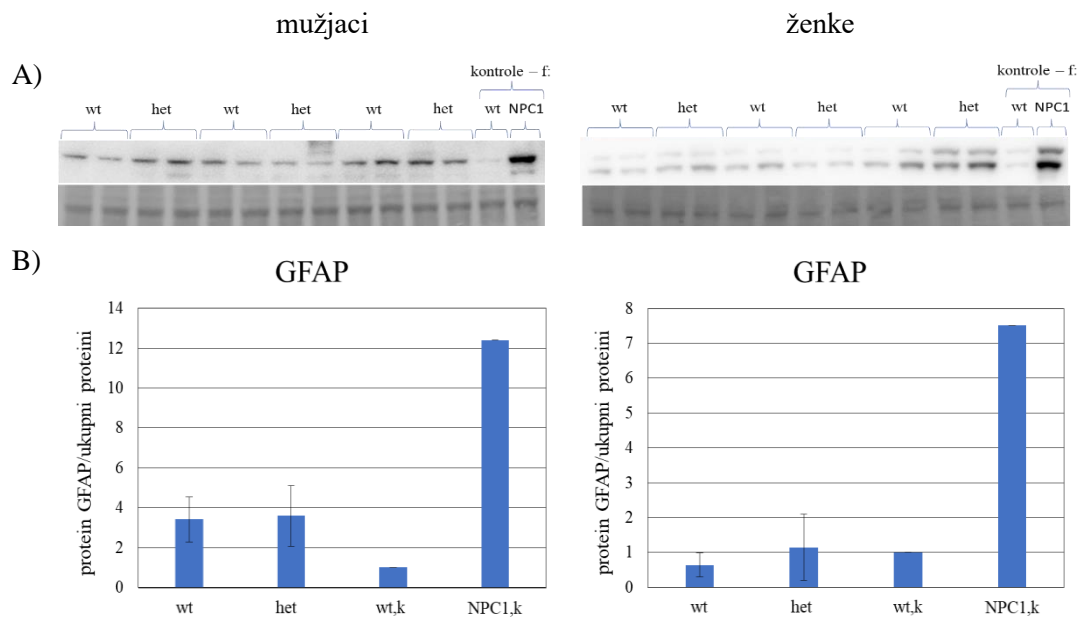 mužjaci
ženke
A)
kontrole – f:
wt
het
wt
het
wt
het
wt
NPC1
kontrole – f:
wt
het
wt
het
wt
het
wt
NPC1
B)
GFAP
protein GFAP/ukupni proteini
14
12
10
8
6
4
2
0
wt
het
wt,k
NPC1,k
GFAP
protein GFAP/ukupni proteini
8
7
6
5
4
3
2
1
0
wt
het
wt,k
NPC1,k